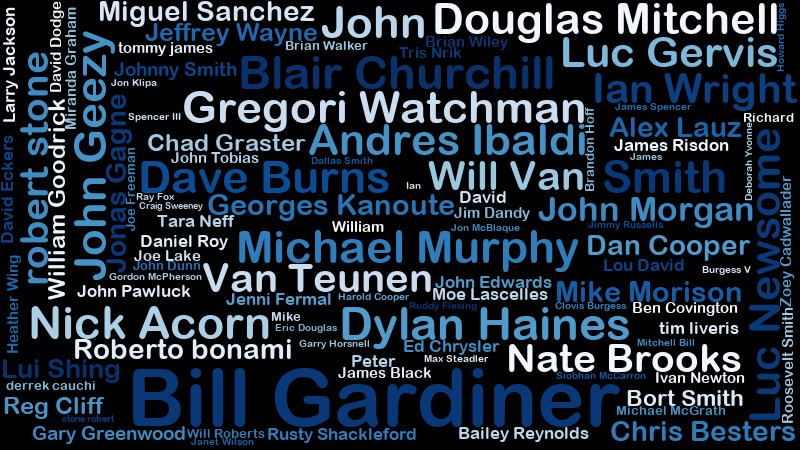 Larry Jackson
David Dodge
Miranda Graham
Miguel Sanchez
John
Douglas Mitchell
Howard Higgs
Jeffrey Wayne
tommy james
Brian Walker
Brian Wiley
Tris Nrik
Luc Gervis
Johnny Smith
Blair Churchill
Ian Wright
Jon Klipa
robert stone
John Geezy
Gregori Watchman
James Spencer
Spencer III
Richard
Jonas Gagne
Joe Freeman
Chad Graster
Andres Ibaldi
Brandon Hoff
Alex Lauz
James Risdon
Deborah Yvonne
David Eckers
William Goodrick
John Tobias
Dallas Smith
James
Dave Burns
Will Van
Smith
Ian
Ray Fox
Craig Sweeney
Georges Kanoute
David
Jim Dandy
John Morgan
Tara Neff
William
Jon McBlaque
Jimmy Russells
Daniel Roy
Michael Murphy
Dan Cooper
Joe Lake
John Dunn
Lou David
Burgess V
Gordon McPherson
Van Teunen
John Edwards
Heather Wing
John Pawluck
Jenni Fermal
Harold Cooper
Moe Lascelles
Mike Morison
Ruddy Flexing
Clovis Burgess
Ben Covington
Luc Newsome
Zoey Cadwallader
Roosevelt Smith
Nick Acorn
Mike
Eric Douglas
Dylan Haines
tim liveris
Roberto bonami
Garry Horsnell
Ed Chrysler
Mitchell Bill
Lui Shing
Peter
Max Steadler
Nate Brooks
James Black
Siobhan McCarron
Ivan Newton
derrek cauchi
Bill Gardiner
Bort Smith
Reg Cliff
stone robert
Michael McGrath
Gary Greenwood
Will Roberts
Janet Wilson
Rusty Shackleford
Bailey Reynolds
Chris Besters